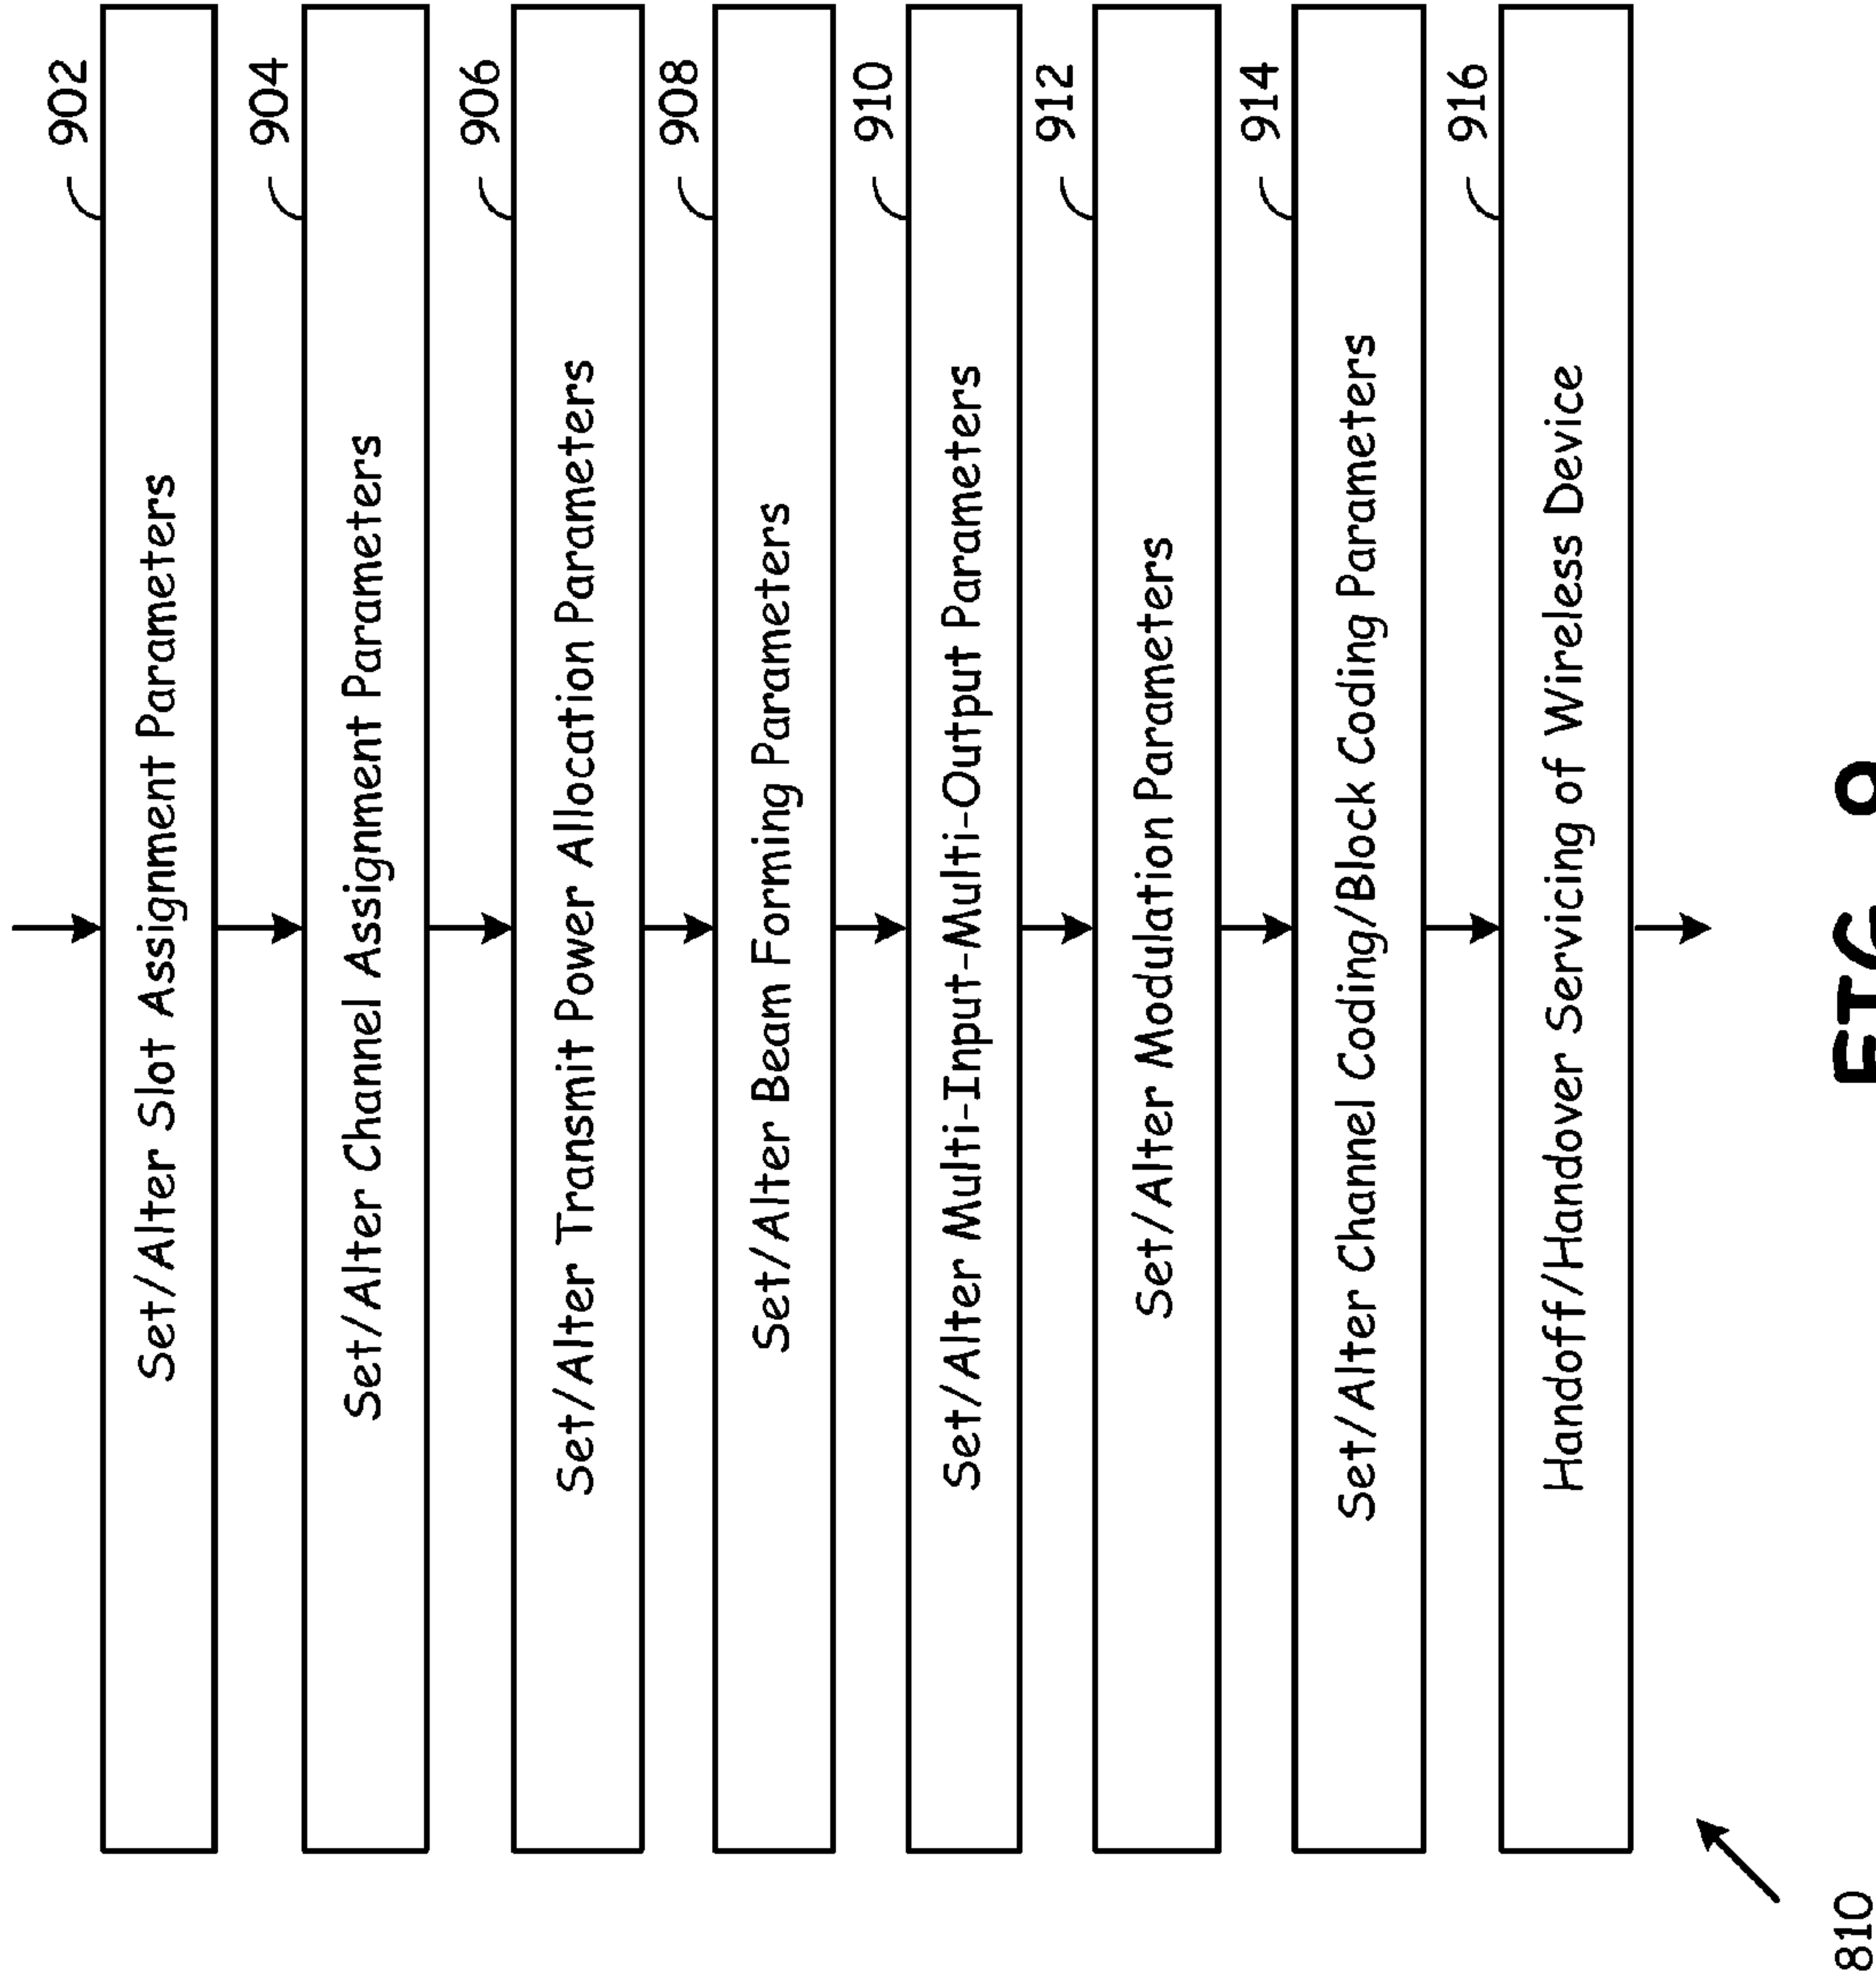 902
Set/Alter Slot Assignment Parameters
904
Set/Alter Channel Assignment Parameters
906
Set/Alter Transmit Power Allocation Parameters
908
Set/Alter Beam Forming Parameters
910
Set/Alter Multi-Input-Multi-Output Parameters
912
Set/Alter Modulation Parameters
914
Set/Alter Channel Coding/Block Coding Parameters
916
Handoff/Handover Servicing of Wireless Device
810